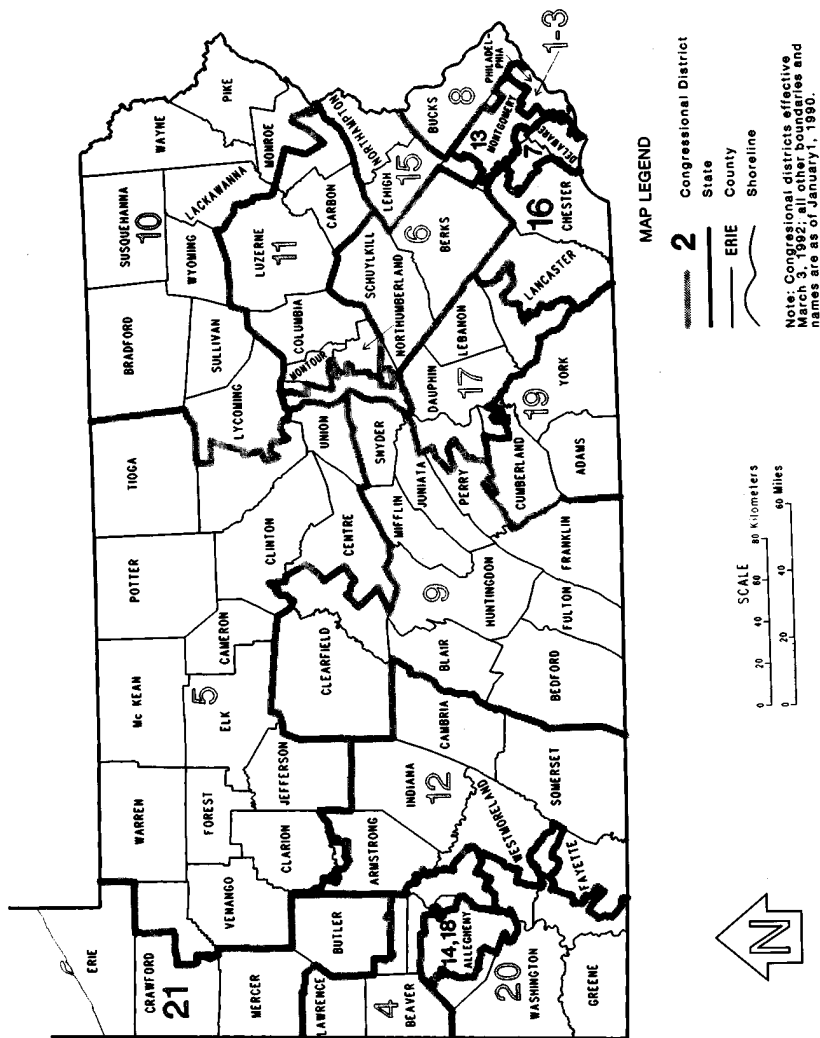 ERIE
CRAWFORD
21
MERCER
LAWRENCE
4
BEAVER
BUTLER
14,18
ALLEGHENY
20
WASHINGTON
GREENE
WARREN
FOREST
VENANGO
CLARION
JEFFERSON
ARMSTRONG
INDIANA
12
WESTMORELAND
FAYETTE
SOMERSET
CAMBRIA
Mc KEAN
5
ELK
CAMERON
CLEARFIELD
POTTER
CLINTON
CENTRE
BLAIR
9
HUNTINGDON
BEDFORD
FULTON
FRANKLIN
TIOGA
LYCOMING
UNION
SNYDER
MIFFLIN
JUNIATA
PERRY
CUMBERLAND
ADAMS
BRADFORD
SULLIVAN
COLUMBIA
MONTOUR
NORTHUMBERLAND
DAUPHIN
17
LEBANON
19
YORK
LANCASTER
SUSQUEHANNA
10
WYOMING
LACKAWANNA
WAYNE
PIKE
MONROE
LUZERNE
11
CARBON
SCHUYLKILL
NORTHAMPTON
LEHIGH
15
6
BERKS
BUCKS
8
13
MONTGOMERY
PHILADEL-
PHIA
1-3
7
DELAWARE
16
CHESTER
MAP LEGEND
2 Congressional District
State
ERIE County
Shoreline
Note: Congressional districts effective
March 3, 1992; all other boundaries and
names are as of January 1, 1990.
SCALE
0 20 40 60 80 Kilometers
0 20 40 60 Miles
N